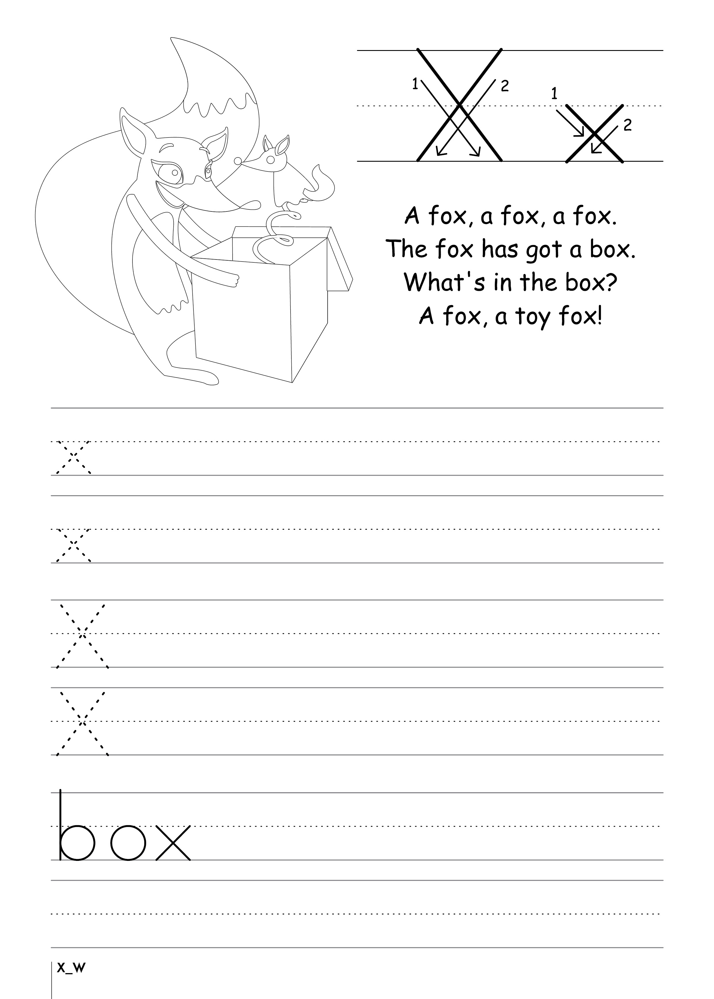 X x
1 2 1 2
A fox, a fox, a fox.
The fox has got a box.
What's in the box?
A fox, a toy fox!
x
x
X
X
box
X_W